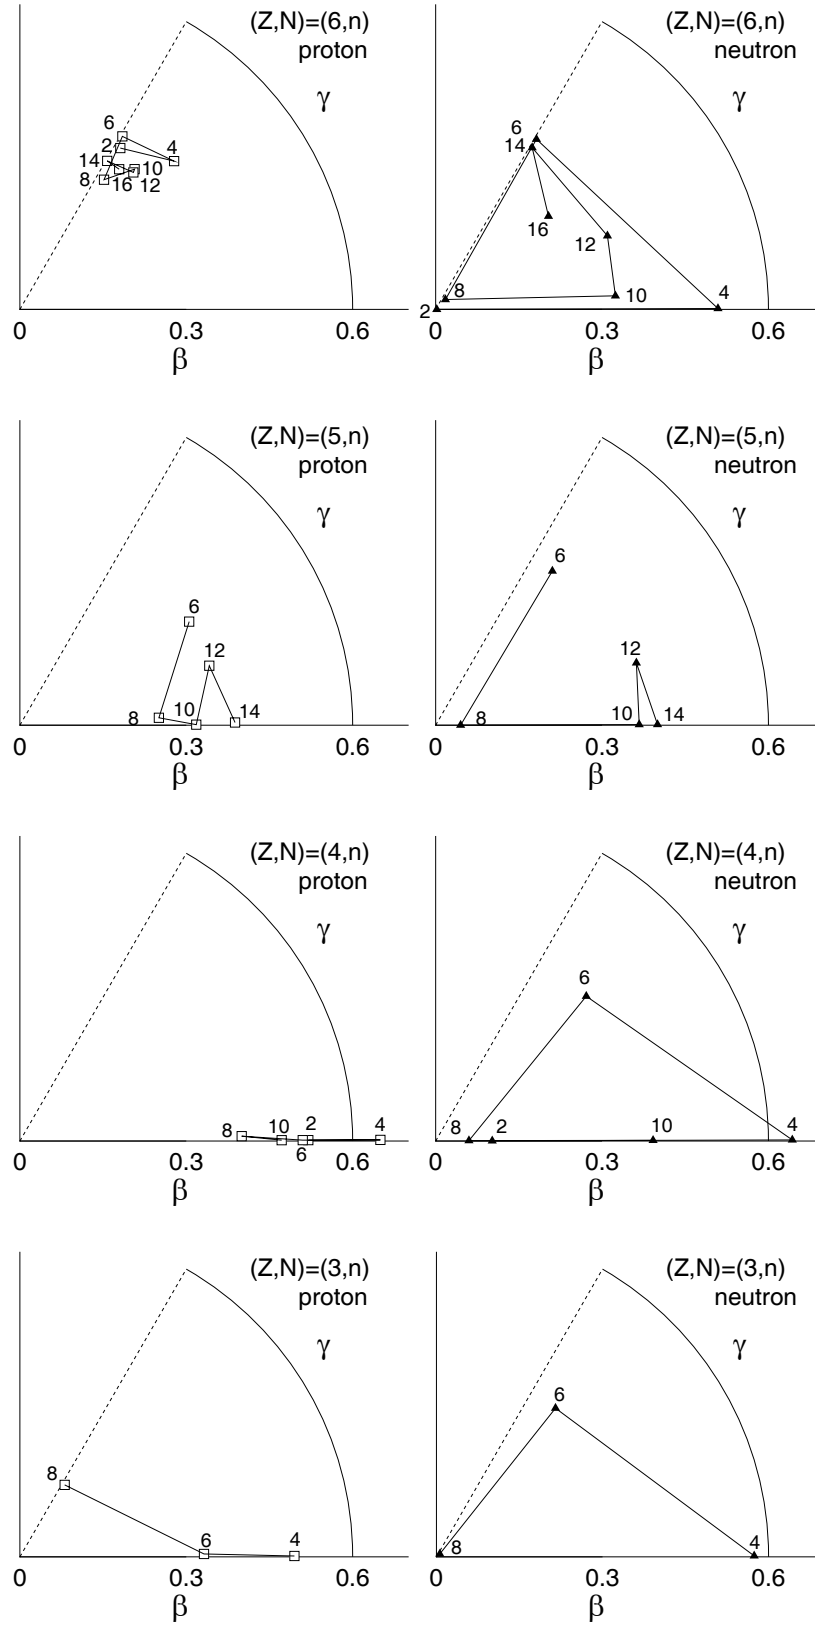 (Z,N)=(6,n)
proton
γ
6
2
4
14
10
8
16
12
0
0.3
0.6
β
(Z,N)=(6,n)
neutron
γ
6
14
16
12
8
10
4
2
0
0.3
0.6
β
(Z,N)=(5,n)
proton
γ
6
12
8
10
14
0
0.3
0.6
β
(Z,N)=(5,n)
neutron
γ
6
12
8
10
14
0
0.3
0.6
β
(Z,N)=(4,n)
proton
γ
8
10
2
4
6
0
0.3
0.6
β
(Z,N)=(4,n)
neutron
γ
6
8
2
10
4
0
0.3
0.6
β
(Z,N)=(3,n)
proton
γ
8
6
4
0
0.3
0.6
β
(Z,N)=(3,n)
neutron
γ
6
8
4
0
0.3
0.6
β